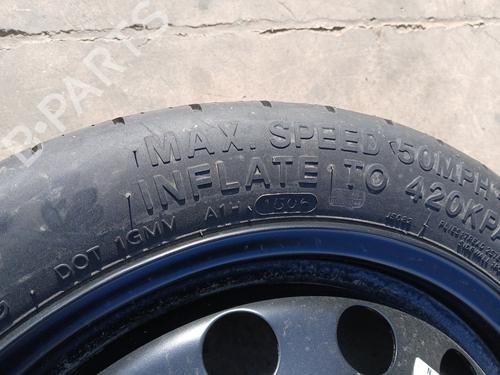 B-PARTS
MAX. SPEED 50MPH
INFLATE TO 420KPA
DOT 1GMV A1H